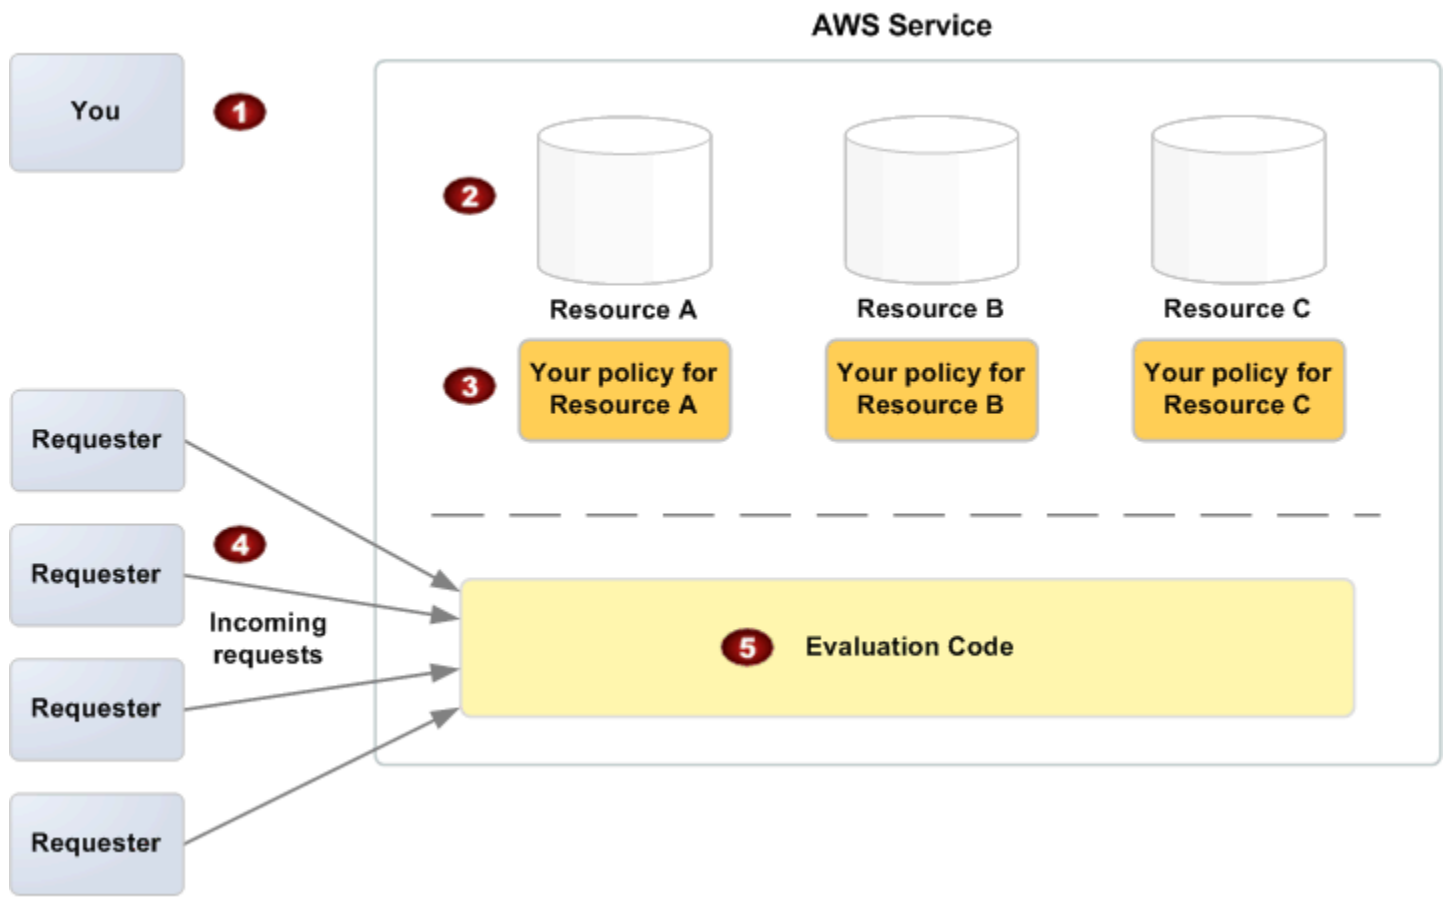 AWS Service
You
1
2
Resource A
Resource B
Resource C
3
Your policy for
Resource A
Your policy for
Resource B
Your policy for
Resource C
Requester
4
Requester
Incoming
requests
5
Evaluation Code
Requester
Requester